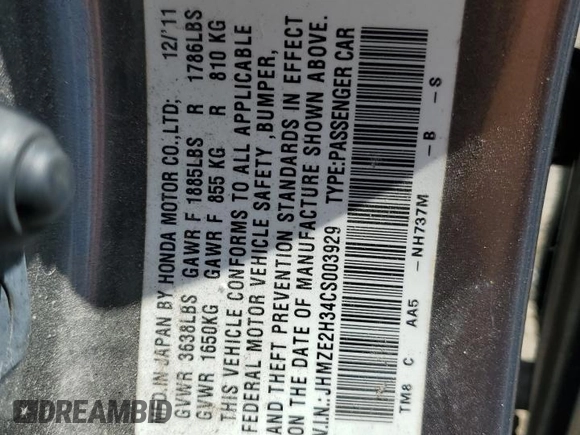 D IN JAPAN BY HONDA MOTOR CO.,LTD; 12/'11
GVWR 3638LBS GAWR F 1885LBS R 1786LBS
GVWR 1650KG GAWR F 855 KG R 810 KG
THIS VEHICLE CONFORMS TO ALL APPLICABLE
FEDERAL MOTOR VEHICLE SAFETY ,BUMPER,
AND THEFT PREVENTION STANDARDS IN EFFECT
ON THE DATE OF MANUFACTURE SHOWN ABOVE.
V.I.N: JHMZE2H34CS003929 TYPE:PASSENGER CAR
TM8 C AA5 - NH737M - B - S
DREAMBID